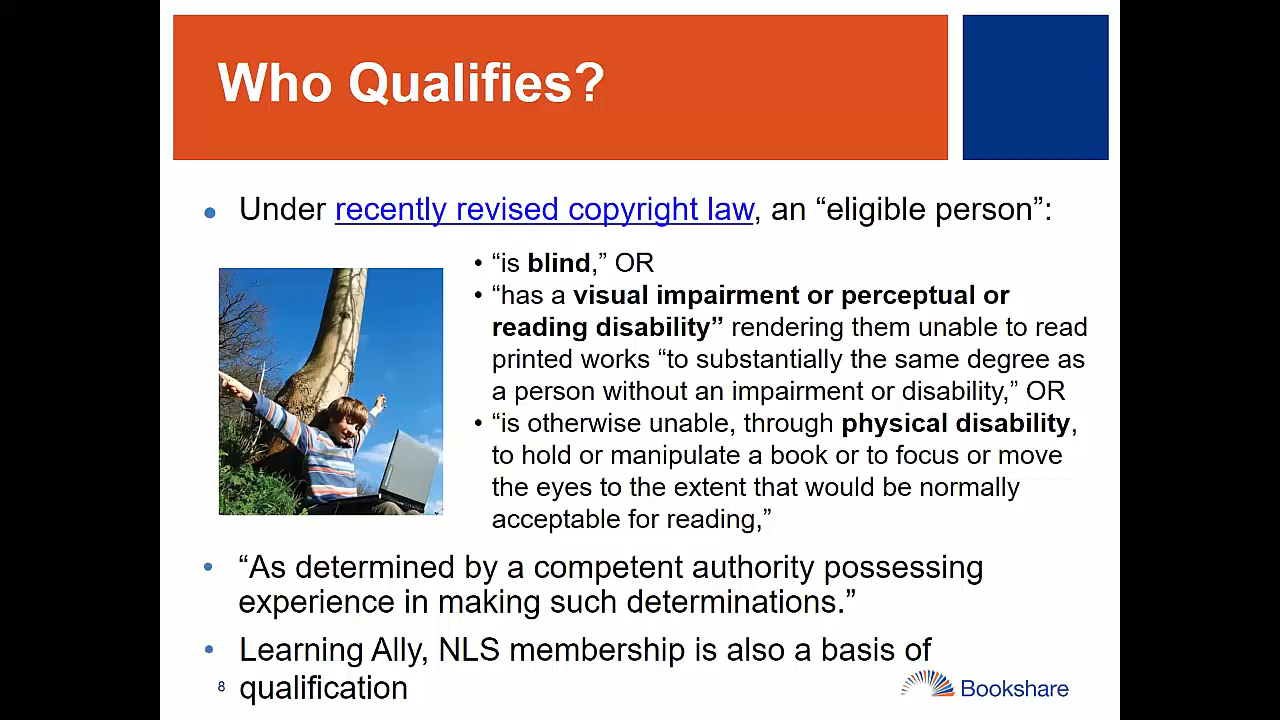 Who Qualifies?
• Under recently revised copyright law, an “eligible person”:
• “is blind,” OR
• “has a visual impairment or perceptual or
reading disability” rendering them unable to read
printed works “to substantially the same degree as
a person without an impairment or disability,” OR
• “is otherwise unable, through physical disability,
to hold or manipulate a book or to focus or move
the eyes to the extent that would be normally
acceptable for reading,”
• “As determined by a competent authority possessing
experience in making such determinations.”
• Learning Ally, NLS membership is also a basis of
qualification
8
Bookshare